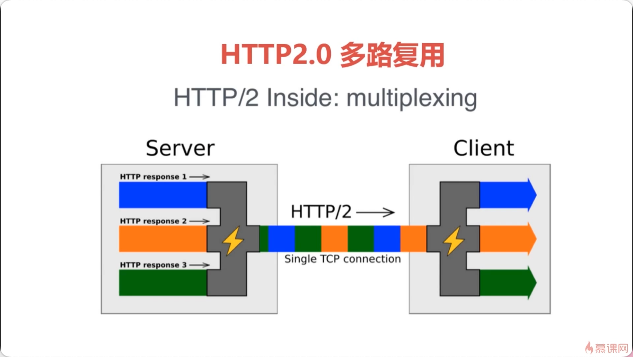 HTTP2.0 多路复用
HTTP/2 Inside: multiplexing
Server
Client
HTTP response 1
HTTP response 2
HTTP response 3
HTTP/2
Single TCP connection
慕课网